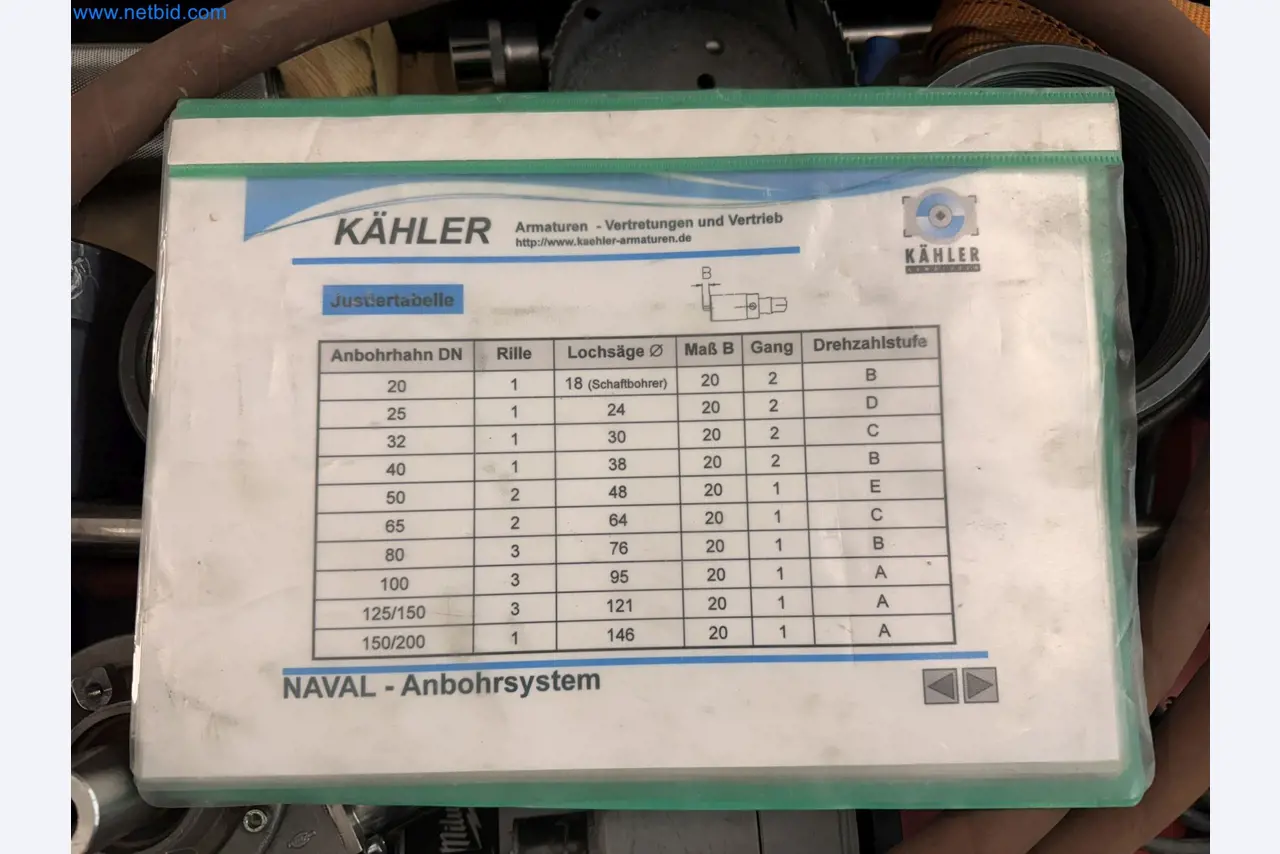 www.netbid.com
KÄHLER Armaturen - Vertretungen und Vertrieb
http://www.kaehler-armaturen.de
KÄHLER
B
Justiertabelle
Anbohrhahn DN Rille Lochsäge Ø Maß B Gang Drehzahlstufe
20 1 18 (Schaftbohrer) 20 2 B
25 1 24 20 2 D
32 1 30 20 2 C
40 1 38 20 2 B
50 2 48 20 1 E
65 2 64 20 1 C
80 3 76 20 1 B
100 3 95 20 1 A
125/150 3 121 20 1 A
150/200 1 146 20 1 A
NAVAL - Anbohrsystem